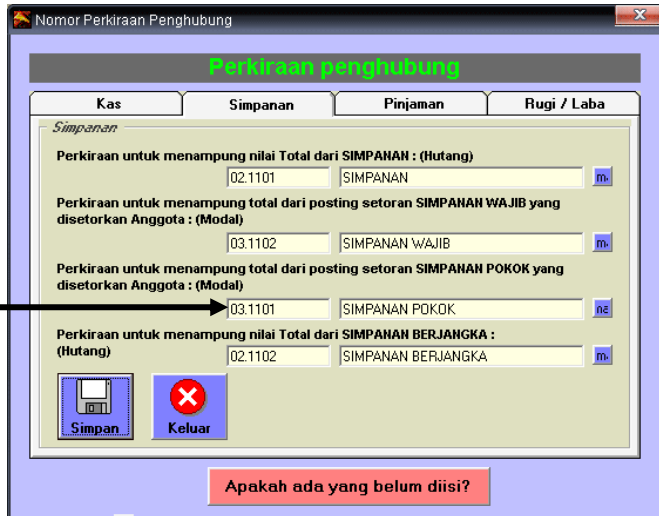 Nomor Perkiraan Penghubung
Perkiraan penghubung
Kas Simpanan Pinjaman Rugi / Laba
Simpanan
Perkiraan untuk menampung nilai Total dari SIMPANAN : (Hutang)
02.1101 SIMPANAN
Perkiraan untuk menampung total dari posting setoran SIMPANAN WAJIB yang
disetorkan Anggota : (Modal)
03.1102 SIMPANAN WAJIB
Perkiraan untuk menampung total dari posting setoran SIMPANAN POKOK yang
disetorkan Anggota : (Modal)
03.1101 SIMPANAN POKOK
Perkiraan untuk menampung nilai Total dari SIMPANAN BERJANGKA :
(Hutang)
02.1102 SIMPANAN BERJANGKA
Simpan Keluar
Apakah ada yang belum diisi?